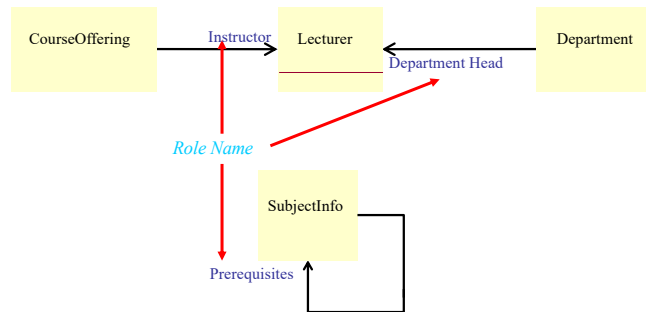 CourseOffering
Instructor
Lecturer
Department
Department Head
Role Name
SubjectInfo
Prerequisites